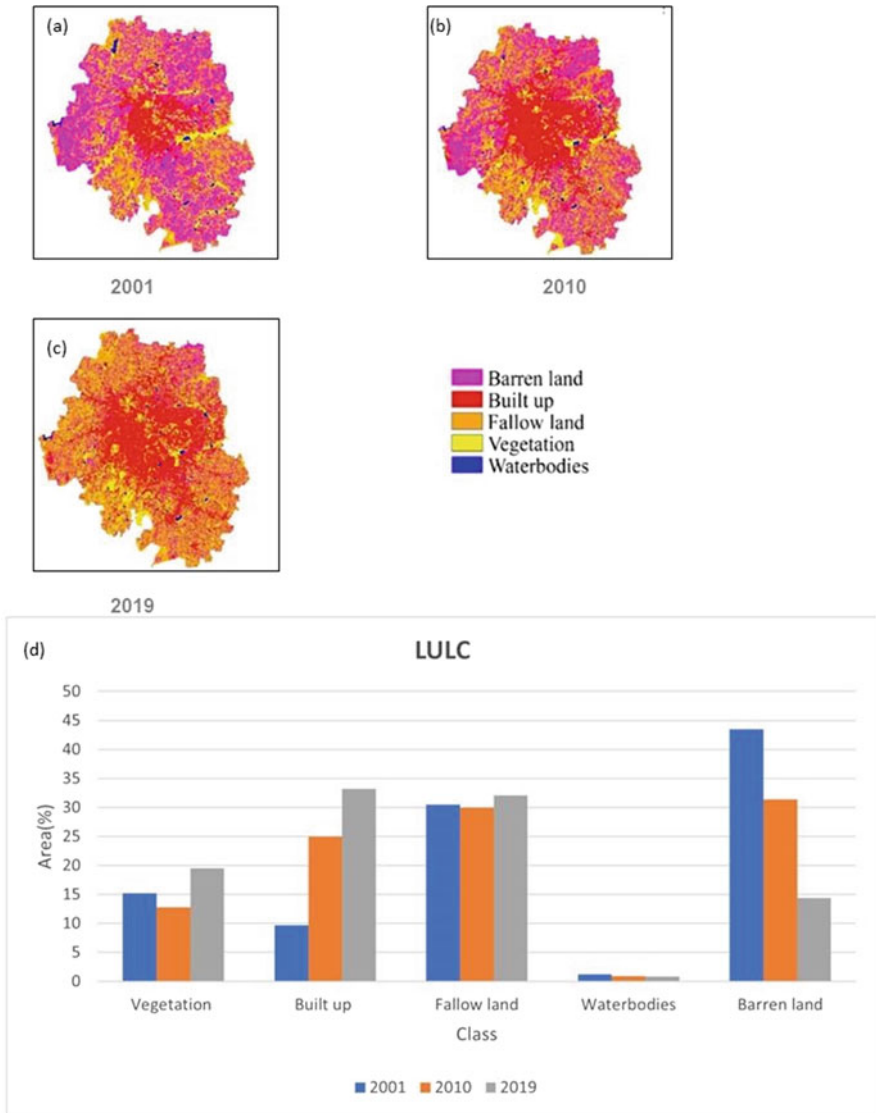 (a)
(b)
2001
2010
(c)
Barren land
Built up
Fallow land
Vegetation
Waterbodies
2019
(d)
LULC
50
45
40
35
30
25
20
15
10
5
0
Area(%)
Vegetation
Built up
Fallow land
Waterbodies
Barren land
Class
2001
2010
2019